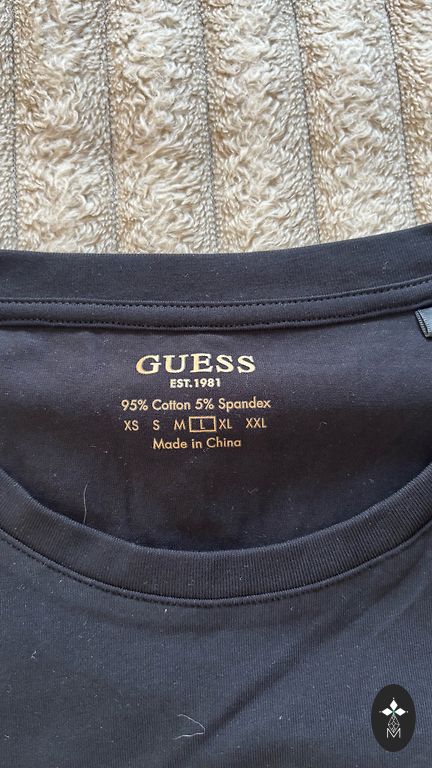 GUESS
EST.1981
95% Cotton 5% Spandex
XS S M L XL XXL
Made in China
M